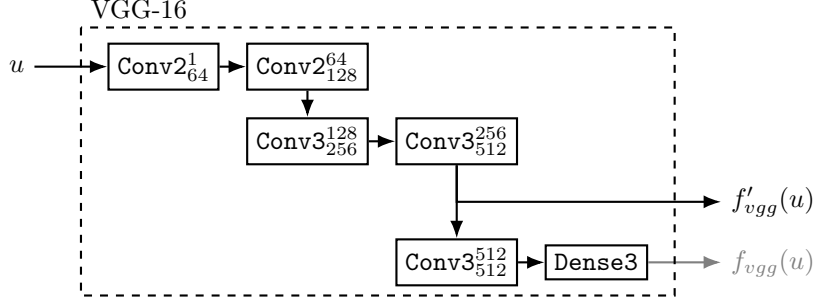 VGG-16
u Conv2^1_64 Conv2^64_128
Conv3^128_256 Conv3^256_512
f'_vgg(u)
Conv3^512_512 Dense3 f_vgg(u)